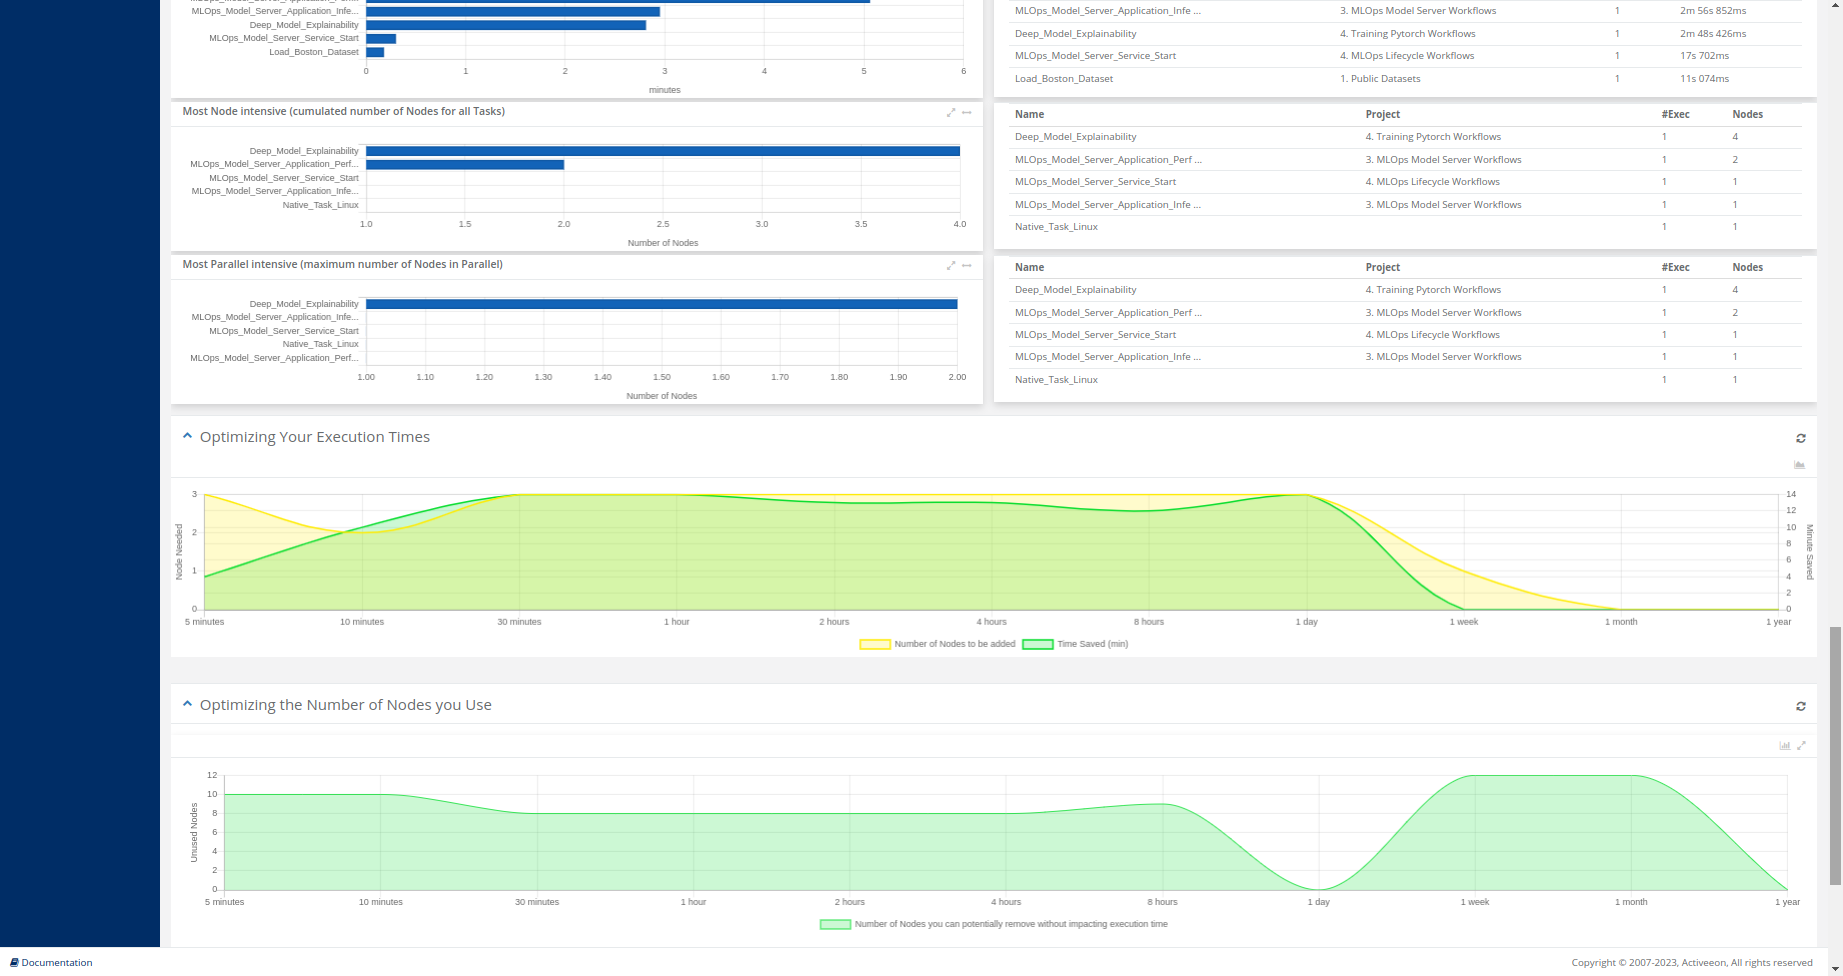 MLOps_Model_Server_Application_Infe...
Deep_Model_Explainability
MLOps_Model_Server_Service_Start
Load_Boston_Dataset
0 1 2 3 4 5 6
minutes
MLOps_Model_Server_Application_Infe ... 3. MLOps Model Server Workflows 1 2m 56s 852ms
Deep_Model_Explainability 4. Training Pytorch Workflows 1 2m 48s 426ms
MLOps_Model_Server_Service_Start 4. MLOps Lifecycle Workflows 1 17s 702ms
Load_Boston_Dataset 1. Public Datasets 1 11s 074ms
Most Node intensive (cumulated number of Nodes for all Tasks)
Deep_Model_Explainability
MLOps_Model_Server_Application_Perf...
MLOps_Model_Server_Service_Start
MLOps_Model_Server_Application_Infe...
Native_Task_Linux
1.0 1.5 2.0 2.5 3.0 3.5 4.0
Number of Nodes
Name Project #Exec Nodes
Deep_Model_Explainability 4. Training Pytorch Workflows 1 4
MLOps_Model_Server_Application_Perf ... 3. MLOps Model Server Workflows 1 2
MLOps_Model_Server_Service_Start 4. MLOps Lifecycle Workflows 1 1
MLOps_Model_Server_Application_Infe ... 3. MLOps Model Server Workflows 1 1
Native_Task_Linux 1 1
Most Parallel intensive (maximum number of Nodes in Parallel)
Deep_Model_Explainability
MLOps_Model_Server_Application_Infe...
MLOps_Model_Server_Service_Start
Native_Task_Linux
MLOps_Model_Server_Application_Perf...
1.00 1.10 1.20 1.30 1.40 1.50 1.60 1.70 1.80 1.90 2.00
Number of Nodes
Name Project #Exec Nodes
Deep_Model_Explainability 4. Training Pytorch Workflows 1 4
MLOps_Model_Server_Application_Perf ... 3. MLOps Model Server Workflows 1 2
MLOps_Model_Server_Service_Start 4. MLOps Lifecycle Workflows 1 1
MLOps_Model_Server_Application_Infe ... 3. MLOps Model Server Workflows 1 1
Native_Task_Linux 1 1
Optimizing Your Execution Times
Node Needed
3
2
1
0
14
12
10
8
6
4
2
0
Minute Saved
5 minutes 10 minutes 30 minutes 1 hour 2 hours 4 hours 8 hours 1 day 1 week 1 month 1 year
Number of Nodes to be added Time Saved (min)
Optimizing the Number of Nodes you Use
Unused Nodes
12
10
8
6
4
2
0
5 minutes 10 minutes 30 minutes 1 hour 2 hours 4 hours 8 hours 1 day 1 week 1 month 1 year
Number of Nodes you can potentially remove without impacting execution time
Documentation
Copyright © 2007-2023, Activeeon, All rights reserved